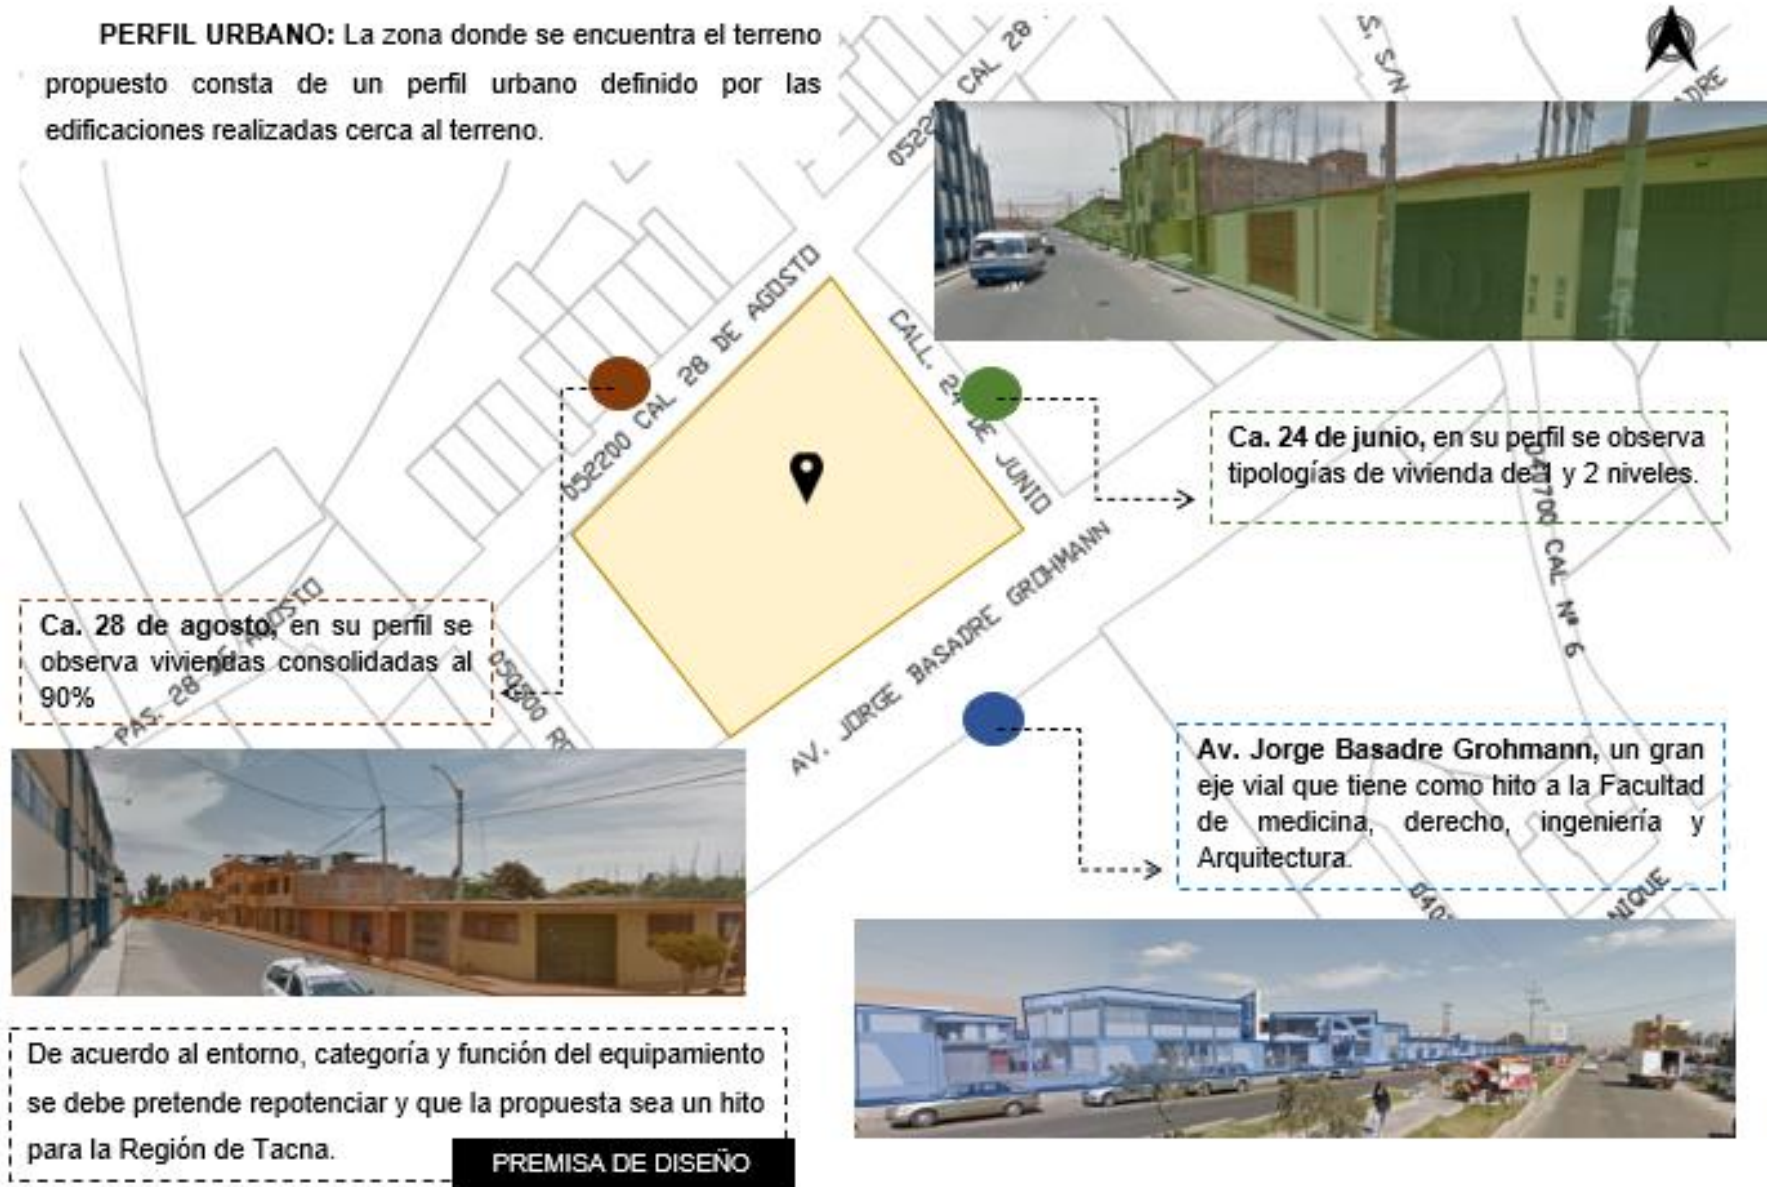 PERFIL URBANO: La zona donde se encuentra el terreno
propuesto consta de un perfil urbano definido por las
edificaciones realizadas cerca al terreno.
CAL 28
S, S/N
ADRE
052200 CAL 28 DE AGOSTO
CALL. 24 DE JUNIO
Ca. 24 de junio, en su perfil se observa
tipologías de vivienda de 1 y 2 niveles.
040700 CAL Nº 6
Ca. 28 de agosto, en su perfil se
observa viviendas consolidadas al
90%
PAS. 28 DE AGOSTO
AV. JORGE BASADRE GROHMANN
Av. Jorge Basadre Grohmann, un gran
eje vial que tiene como hito a la Facultad
de medicina, derecho, ingeniería y
Arquitectura.
NIQUE
De acuerdo al entorno, categoría y función del equipamiento
se debe pretende repotenciar y que la propuesta sea un hito
para la Región de Tacna.
PREMISA DE DISEÑO